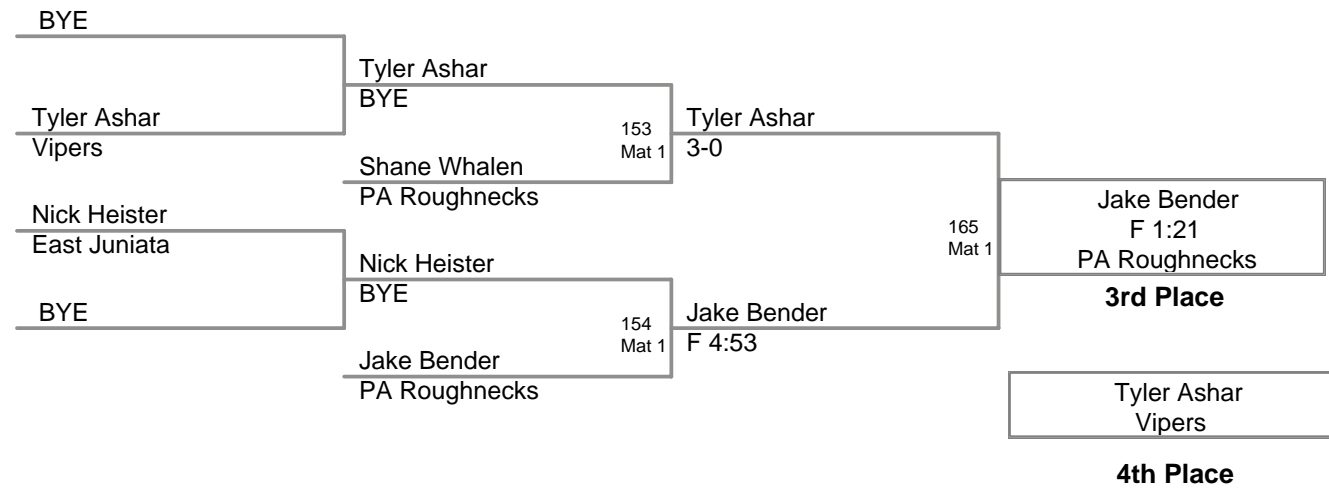 BYE
Tyler Ashar
Vipers
Nick Heister
East Juniata
BYE
Tyler Ashar
BYE
Shane Whalen
PA Roughnecks
Nick Heister
BYE
Jake Bender
PA Roughnecks
153
Mat 1
154
Mat 1
Tyler Ashar
3-0
Jake Bender
F 4:53
165
Mat 1
Jake Bender
F 1:21
PA Roughnecks
3rd Place
Tyler Ashar
Vipers
4th Place